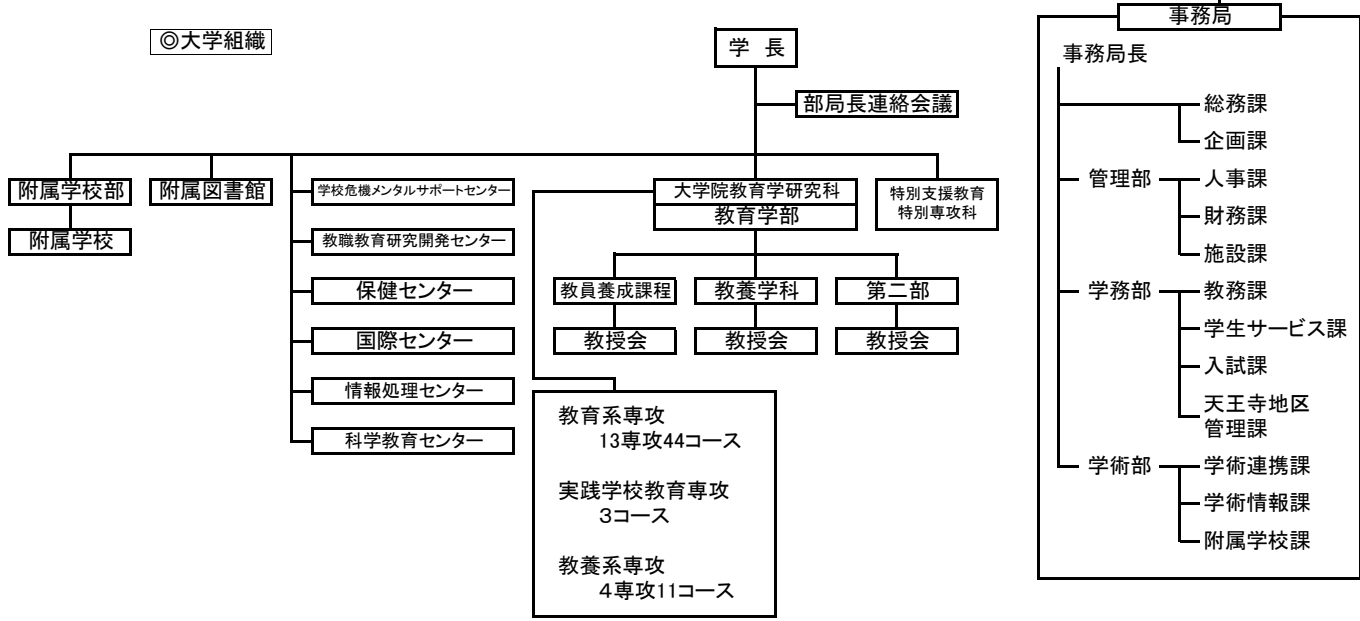 ◎大学組織
学 長
部局長連絡会議
附属学校部
附属学校
附属図書館
学校危機メンタルサポートセンター
教職教育研究開発センター
保健センター
国際センター
情報処理センター
科学教育センター
大学院教育学研究科
教育学部
特別支援教育
特別専攻科
教員養成課程
教養学科
第二部
教授会
教授会
教授会
教育系専攻
13専攻44コース
実践学校教育専攻
3コース
教養系専攻
4専攻11コース
事務局
事務局長
総務課
企画課
管理部
人事課
財務課
施設課
学務部
教務課
学生サービス課
入試課
天王寺地区
管理課
学術部
学術連携課
学術情報課
附属学校課